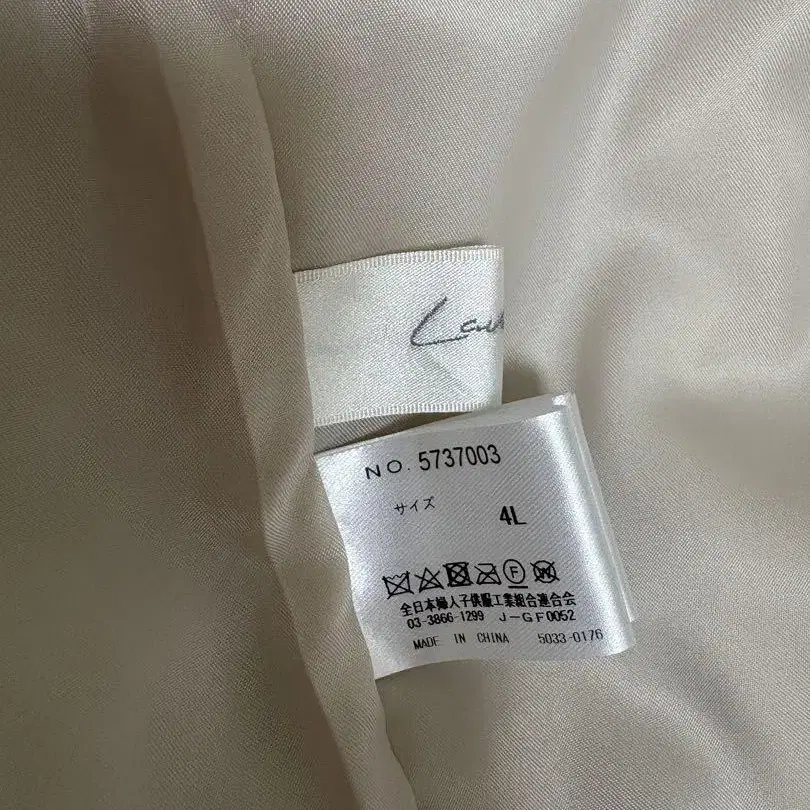 NO. 5737003
サイズ
4L
F W
全日本婦人子供服工業組合連合会
03-3866-1299 J-GF0052
MADE IN CHINA 5033-0176